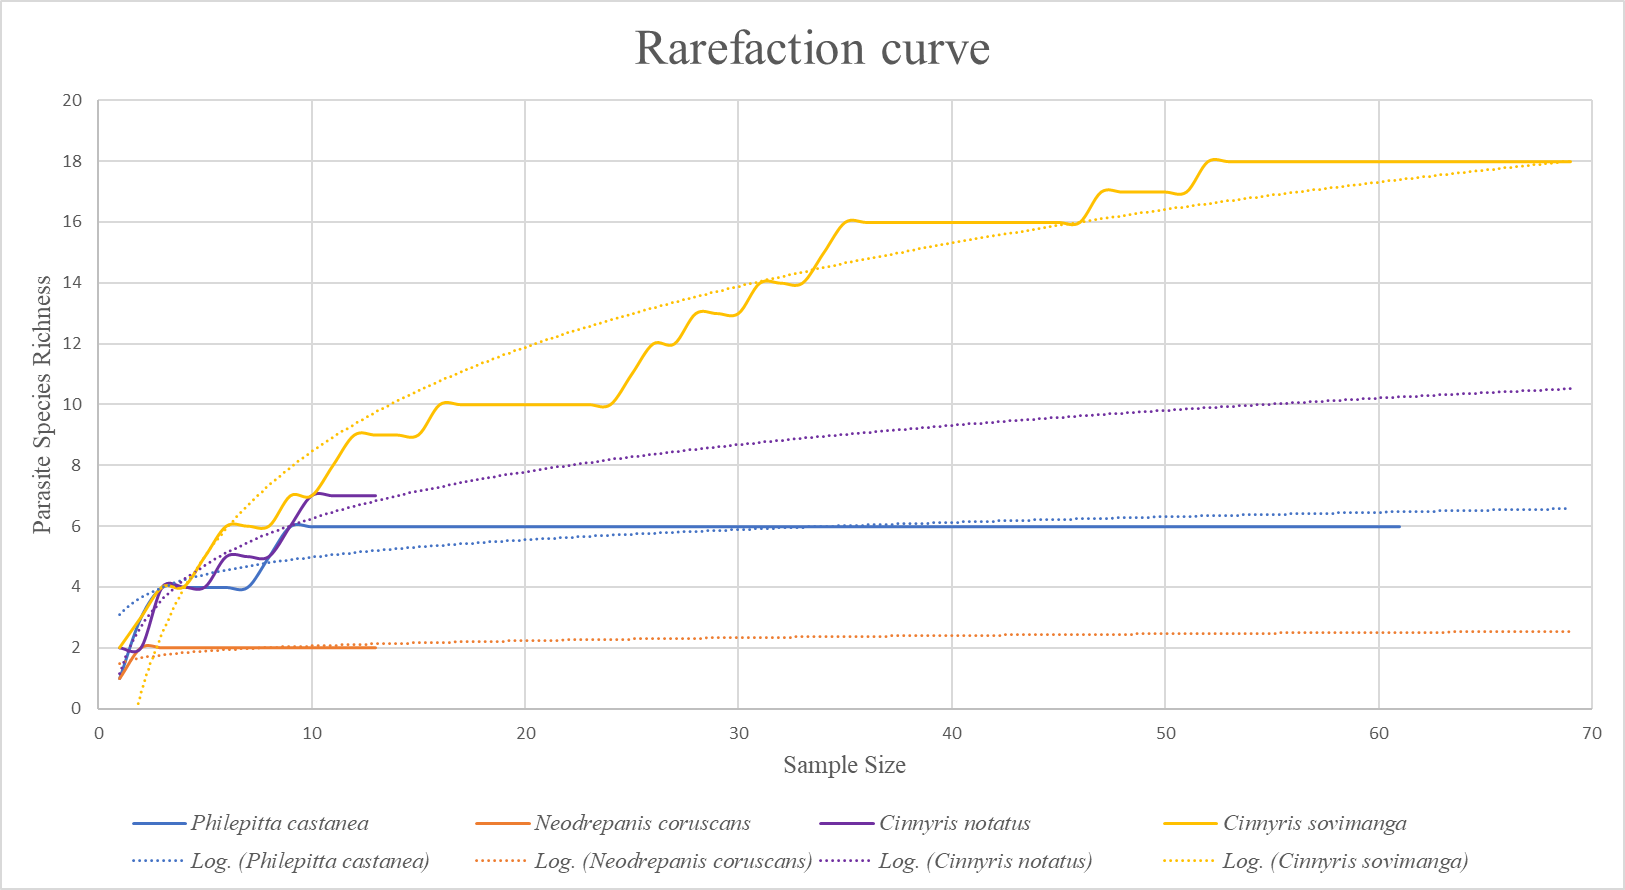 Rarefaction curve
20
18
16
14
12
10
8
6
4
2
0
Parasite Species Richness
0 10 20 30 40 50 60 70
Sample Size
Philepitta castanea Neodrepanis coruscans Cinnyris notatus Cinnyris sovimanga
Log. (Philepitta castanea) Log. (Neodrepanis coruscans) Log. (Cinnyris notatus) Log. (Cinnyris sovimanga)